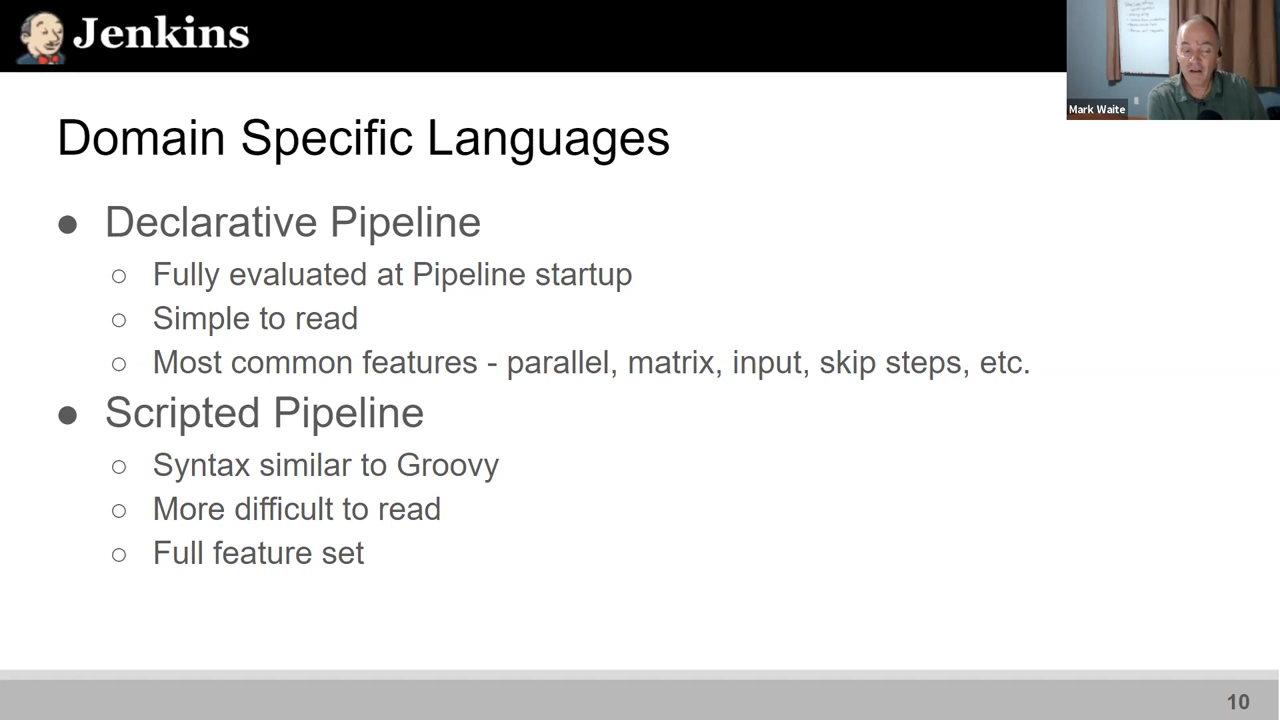 Jenkins
Mark Waite
Domain Specific Languages
● Declarative Pipeline
○ Fully evaluated at Pipeline startup
○ Simple to read
○ Most common features - parallel, matrix, input, skip steps, etc.
● Scripted Pipeline
○ Syntax similar to Groovy
○ More difficult to read
○ Full feature set
10